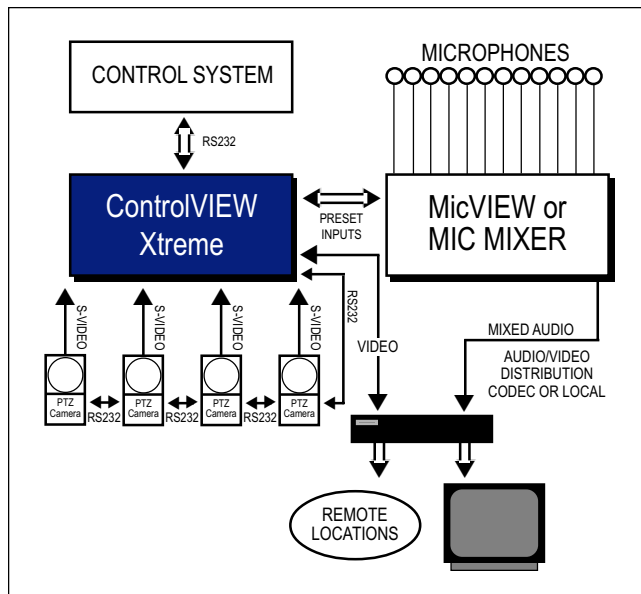 CONTROL SYSTEM
MICROPHONES
RS232
ControlVIEW
Xtreme
PRESET
INPUTS
MicVIEW or
MIC MIXER
S-VIDEO
S-VIDEO
S-VIDEO
S-VIDEO
RS232
VIDEO
MIXED AUDIO
AUDIO/VIDEO
DISTRIBUTION
CODEC OR LOCAL
PTZ
Camera
RS232
PTZ
Camera
RS232
PTZ
Camera
RS232
PTZ
Camera
REMOTE
LOCATIONS